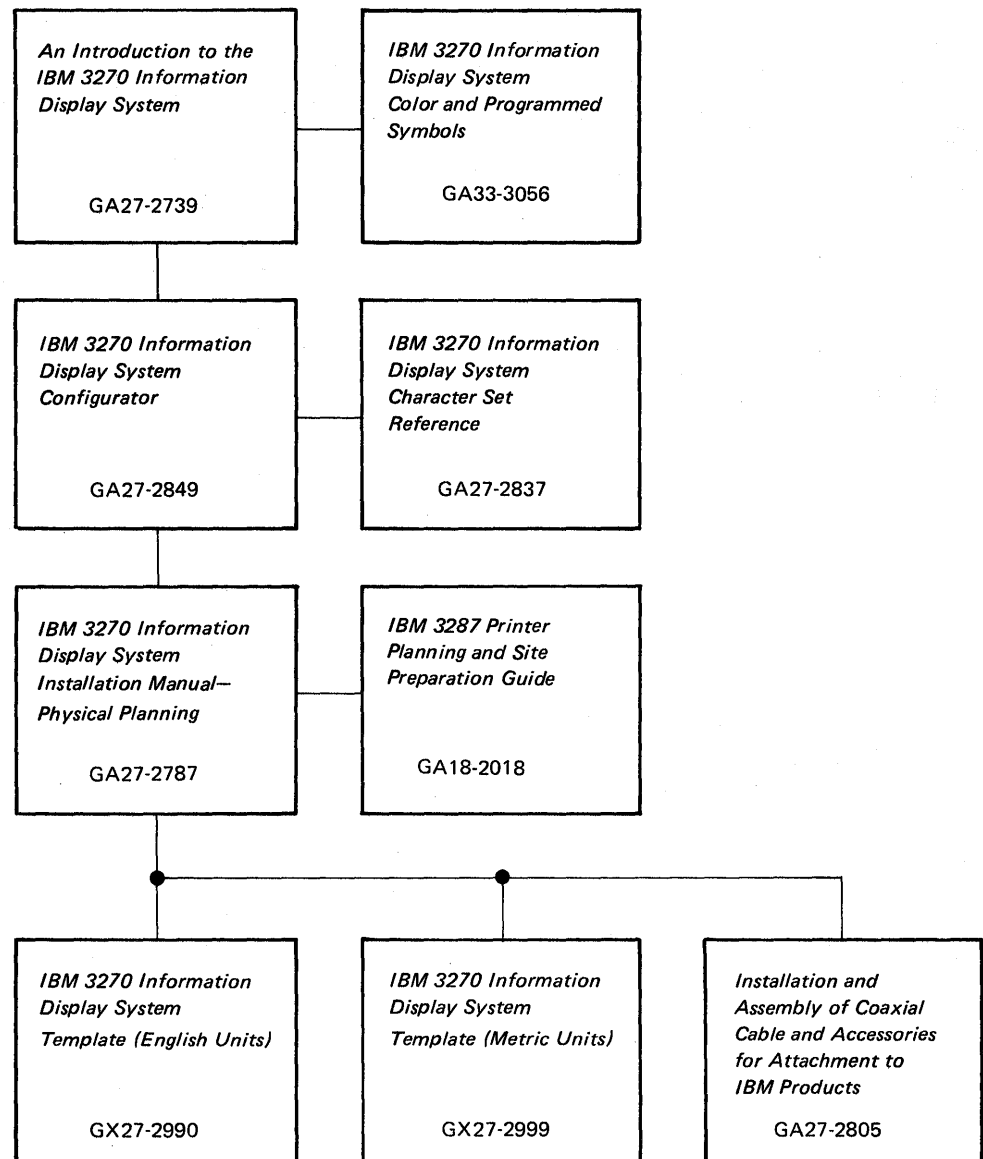 An Introduction to the
IBM 3270 Information
Display System
GA27-2739
IBM 3270 Information
Display System
Color and Programmed
Symbols
GA33-3056
IBM 3270 Information
Display System
Configurator
GA27-2849
IBM 3270 Information
Display System
Character Set
Reference
GA27-2837
IBM 3270 Information
Display System
Installation Manual—
Physical Planning
GA27-2787
IBM 3287 Printer
Planning and Site
Preparation Guide
GA18-2018
IBM 3270 Information
Display System
Template (English Units)
GX27-2990
IBM 3270 Information
Display System
Template (Metric Units)
GX27-2999
Installation and
Assembly of Coaxial
Cable and Accessories
for Attachment to
IBM Products
GA27-2805